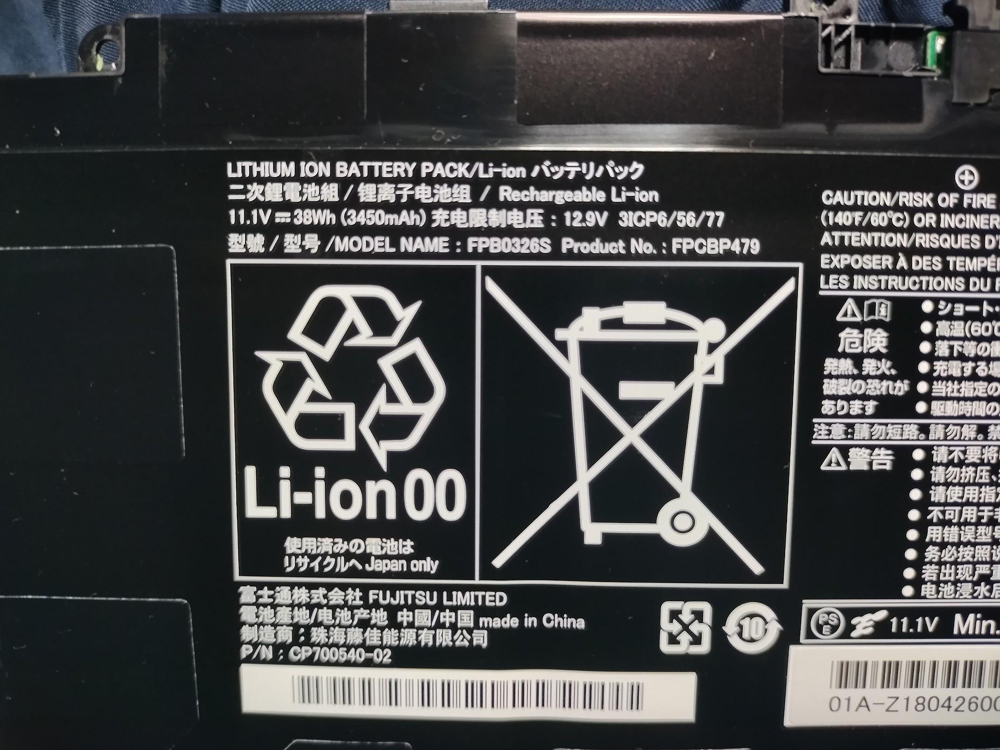 LITHIUM ION BATTERY PACK/Li-ion バッテリパック
二次鋰電池組 / 锂离子电池组 / Rechargeable Li-ion
11.1V⎓38Wh (3450mAh) 充电限制电压 : 12.9V 3ICP6/56/77
型號 / 型号 /MODEL NAME : FPB0326S Product No. : FPCBP479
Li-ion00
使用済みの電池は
リサイクルへ Japan only
富士通株式会社 FUJITSU LIMITED
電池產地/电池产地 中國/中国 made in China
制造商 : 珠海藤佳能源有限公司
P/N : CP700540-02
10
11
CAUTION/RISK OF FIRE
(140°F/60℃) OR INCINER
ATTENTION/RISQUES D'
EXPOSER À DES TEMPÉ
LES INSTRUCTIONS DU
危険
発熱、発火、
破裂の恐れが
あります
●ショート・
●高温(60℃
●落下等の衝
●充電する場
●当社指定の
●駆動時間の
注意:請勿短路。請勿解。禁
警告
●请不要将
●请勿挤压、
●请使用指定
●不可用于非
●用错误型号
●务必按照说
●若出现严重
●电池浸水后
PS E 11.1V Min.
01A-Z18042600